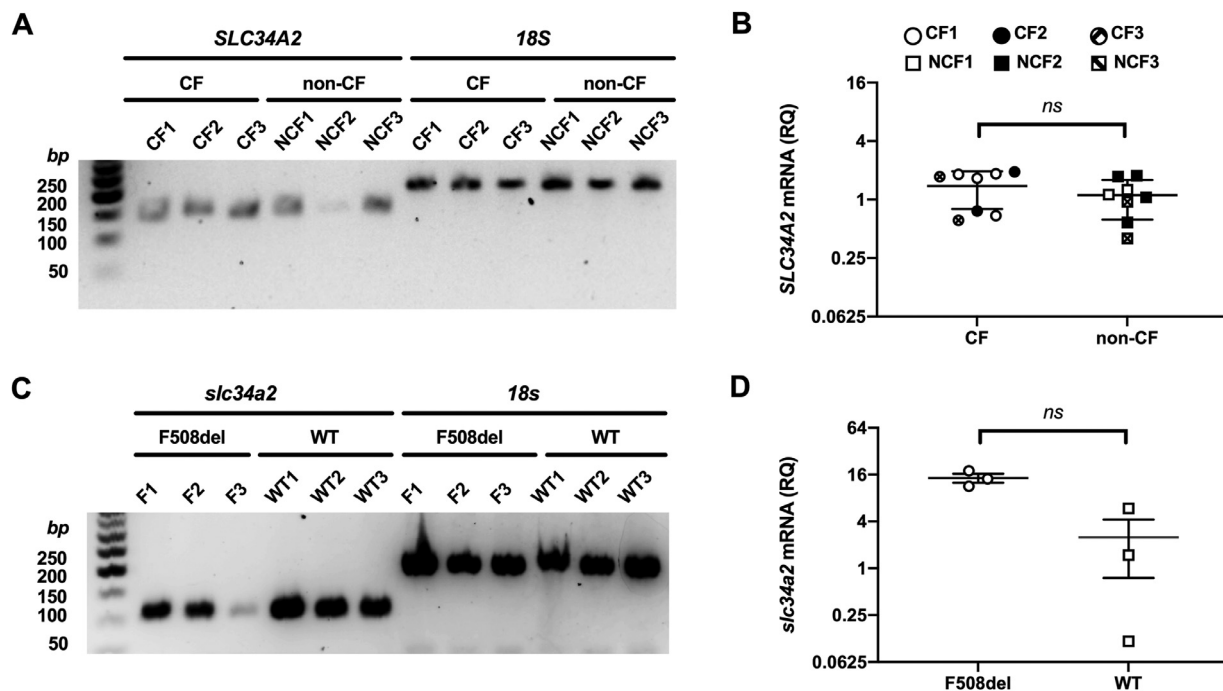 A
SLC34A2 18S
CF non-CF CF non-CF
CF1 CF2 CF3 NCF1 NCF2 NCF3 CF1 CF2 CF3 NCF1 NCF2 NCF3
bp
250
200
150
100
50
B
CF1 CF2 CF3
NCF1 NCF2 NCF3
16
4
1
0.25
0.0625
SLC34A2 mRNA (RQ)
ns
CF non-CF
C
slc34a2 18s
F508del WT F508del WT
F1 F2 F3 WT1 WT2 WT3 F1 F2 F3 WT1 WT2 WT3
bp
250
200
150
100
50
D
64
16
4
1
0.25
0.0625
slc34a2 mRNA (RQ)
ns
F508del WT